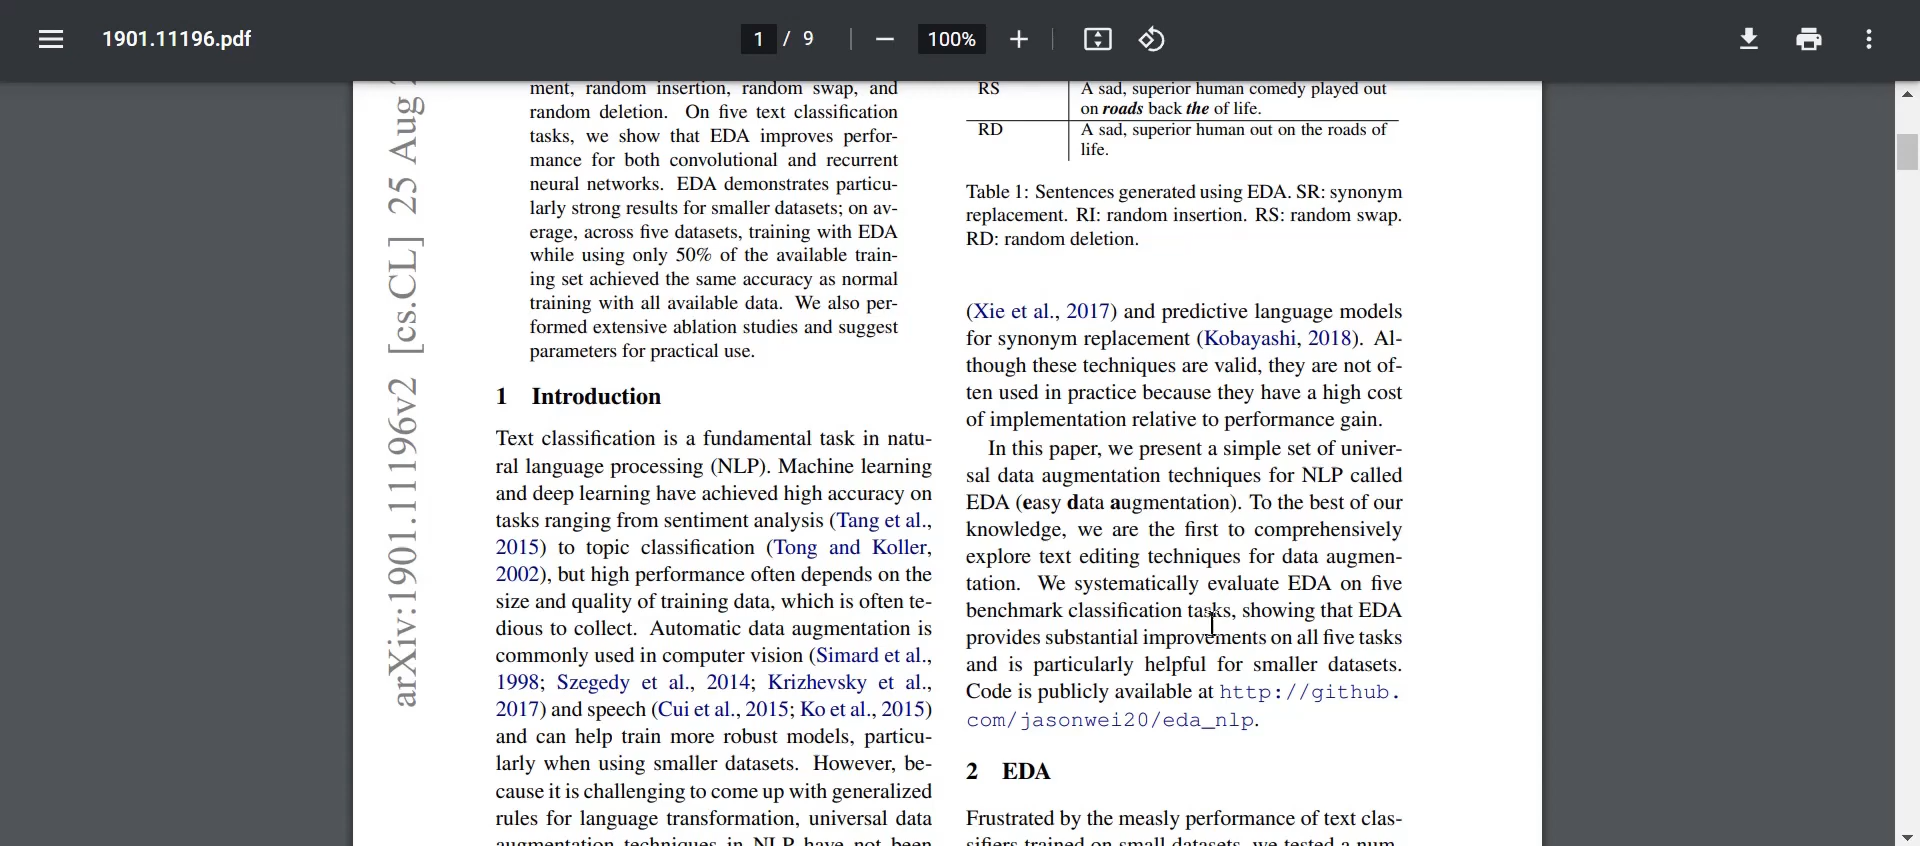 1901.11196.pdf
1 / 9
100%
arXiv:1901.11196v2 [cs.CL] 25 Aug
ment, random insertion, random swap, and
random deletion. On five text classification
tasks, we show that EDA improves perfor-
mance for both convolutional and recurrent
neural networks. EDA demonstrates particu-
larly strong results for smaller datasets; on av-
erage, across five datasets, training with EDA
while using only 50% of the available train-
ing set achieved the same accuracy as normal
training with all available data. We also per-
formed extensive ablation studies and suggest
parameters for practical use.
1 Introduction
Text classification is a fundamental task in natu-
ral language processing (NLP). Machine learning
and deep learning have achieved high accuracy on
tasks ranging from sentiment analysis (Tang et al.,
2015) to topic classification (Tong and Koller,
2002), but high performance often depends on the
size and quality of training data, which is often te-
dious to collect. Automatic data augmentation is
commonly used in computer vision (Simard et al.,
1998; Szegedy et al., 2014; Krizhevsky et al.,
2017) and speech (Cui et al., 2015; Ko et al., 2015)
and can help train more robust models, particu-
larly when using smaller datasets. However, be-
cause it is challenging to come up with generalized
rules for language transformation, universal data
augmentation techniques in NLP have not been
RS A sad, superior human comedy played out
on roads back the of life.
RD A sad, superior human out on the roads of
life.
Table 1: Sentences generated using EDA. SR: synonym
replacement. RI: random insertion. RS: random swap.
RD: random deletion.
(Xie et al., 2017) and predictive language models
for synonym replacement (Kobayashi, 2018). Al-
though these techniques are valid, they are not of-
ten used in practice because they have a high cost
of implementation relative to performance gain.
In this paper, we present a simple set of univer-
sal data augmentation techniques for NLP called
EDA (easy data augmentation). To the best of our
knowledge, we are the first to comprehensively
explore text editing techniques for data augmen-
tation. We systematically evaluate EDA on five
benchmark classification tasks, showing that EDA
provides substantial improvements on all five tasks
and is particularly helpful for smaller datasets.
Code is publicly available at http://github.
com/jasonwei20/eda_nlp.
2 EDA
Frustrated by the measly performance of text clas-
sifiers trained on small datasets, we tested a num-